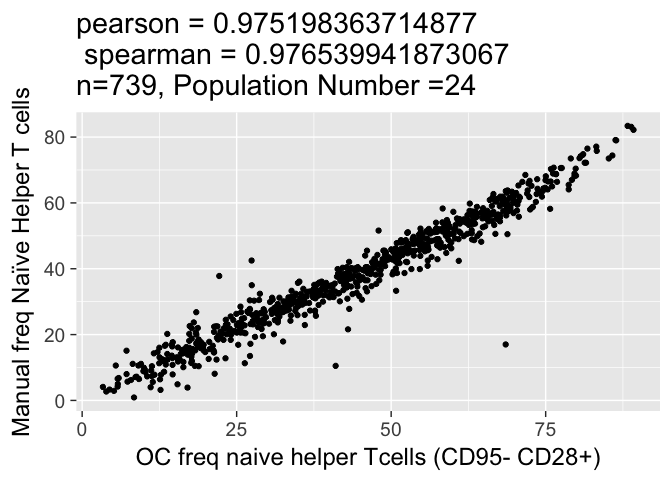 pearson = 0.975198363714877
spearman = 0.976539941873067
n=739, Population Number =24
Manual freq Naïve Helper T cells
80
60
40
20
0
0 25 50 75
OC freq naive helper Tcells (CD95- CD28+)